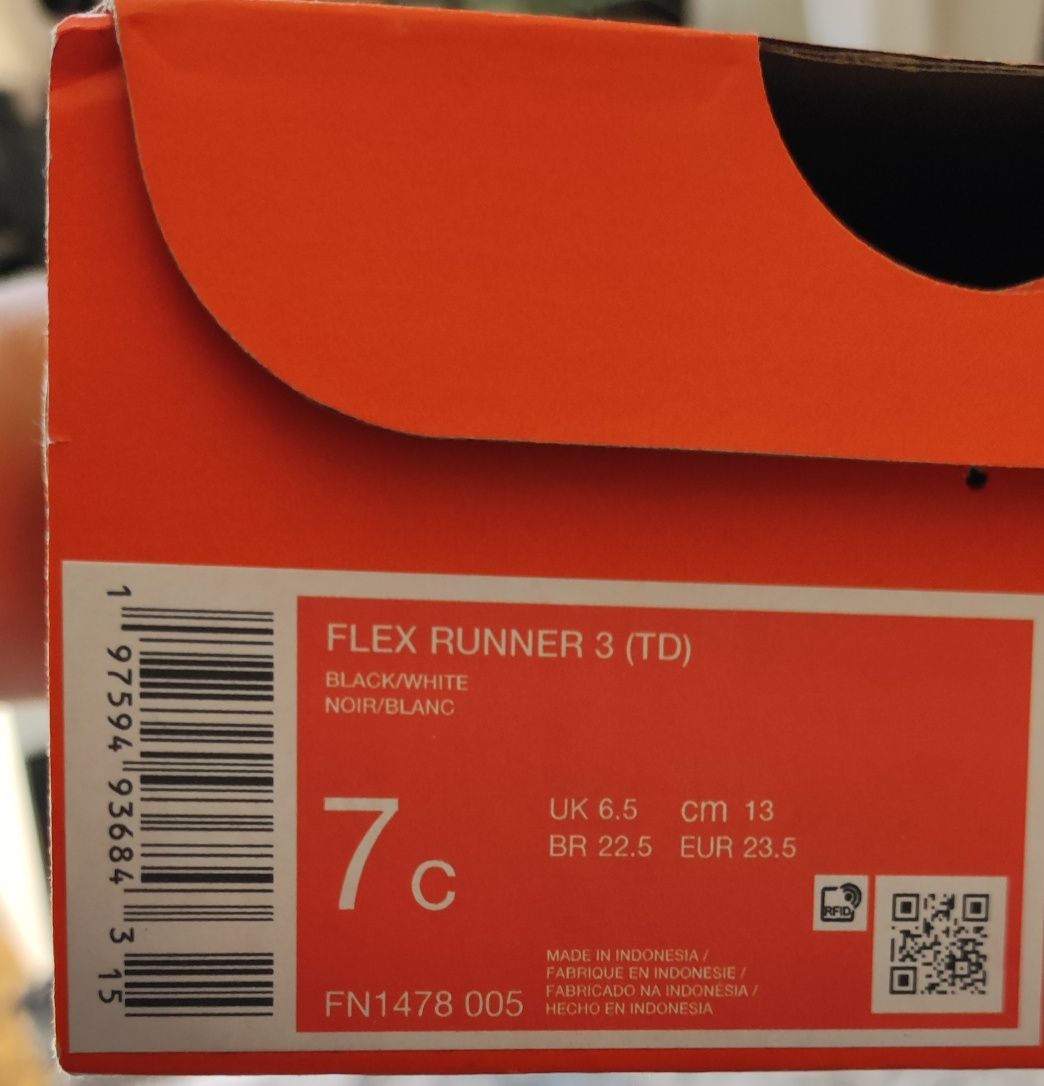 FLEX RUNNER 3 (TD)
BLACK/WHITE
NOIR/BLANC
7c
UK 6.5 cm 13
BR 22.5 EUR 23.5
RFID
MADE IN INDONESIA /
FABRIQUE EN INDONESIE /
FABRICADO NA INDONÉSIA /
HECHO EN INDONESIA
FN1478 005
1 97594 93684 3 15